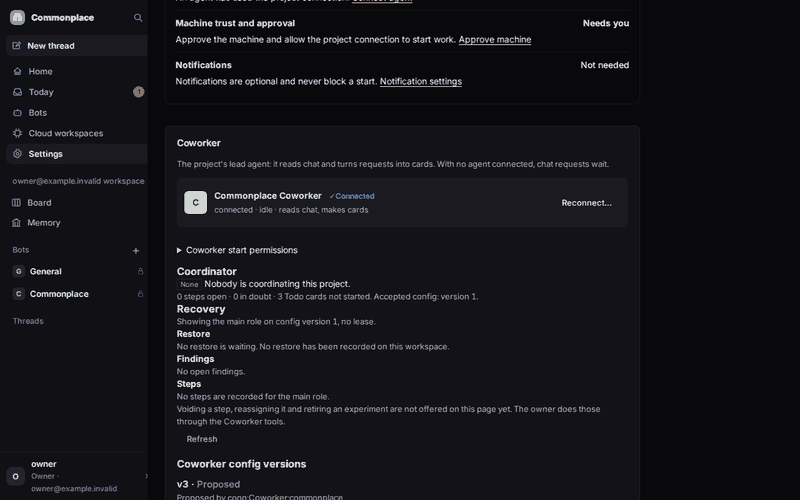 Commonplace
New thread
Home
Today
!
Bots
Cloud workspaces
Settings
owner@example.invalid workspace
Board
Memory
Bots
+
G General
C Commonplace
Threads
O
owner
Owner ·
owner@example.invalid
Machine trust and approval Needs you
Approve the machine and allow the project connection to start work. Approve machine
Notifications Not needed
Notifications are optional and never block a start. Notification settings
Coworker
The project's lead agent: it reads chat and turns requests into cards. With no agent connected, chat requests wait.
C
Commonplace Coworker ✓Connected
connected · idle · reads chat, makes cards
Reconnect...
▶ Coworker start permissions
Coordinator
None Nobody is coordinating this project.
0 steps open · 0 in doubt · 3 Todo cards not started. Accepted config: version 1.
Recovery
Showing the main role on config version 1, no lease.
Restore
No restore is waiting. No restore has been recorded on this workspace.
Findings
No open findings.
Steps
No steps are recorded for the main role.
Voiding a step, reassigning it and retiring an experiment are not offered on this page yet. The owner does those
through the Coworker tools.
Refresh
Coworker config versions
v3 · Proposed
Proposed by conn:Coworker:commonplace